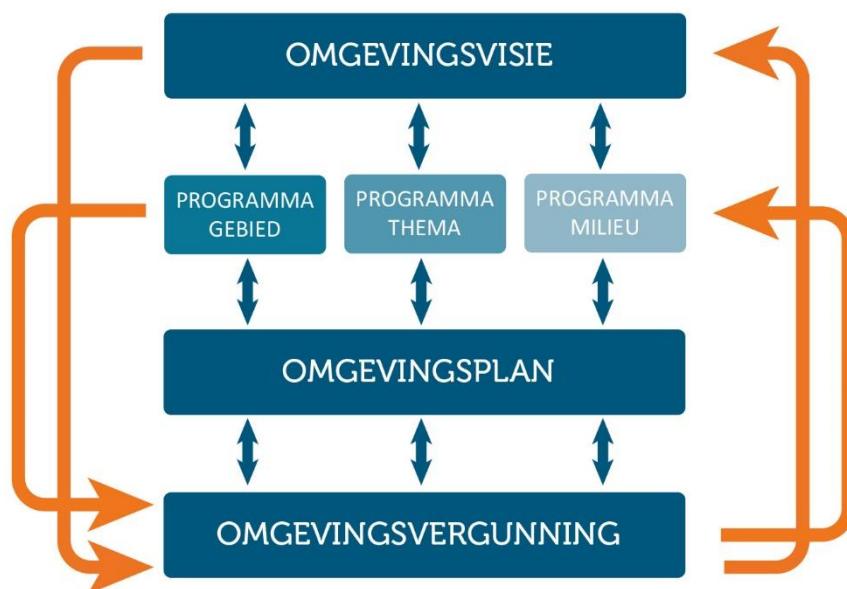 OMGEVINGSVISIE
PROGRAMMA
GEBIED
PROGRAMMA
THEMA
PROGRAMMA
MILIEU
OMGEVINGSPLAN
OMGEVINGSVERGUNNING